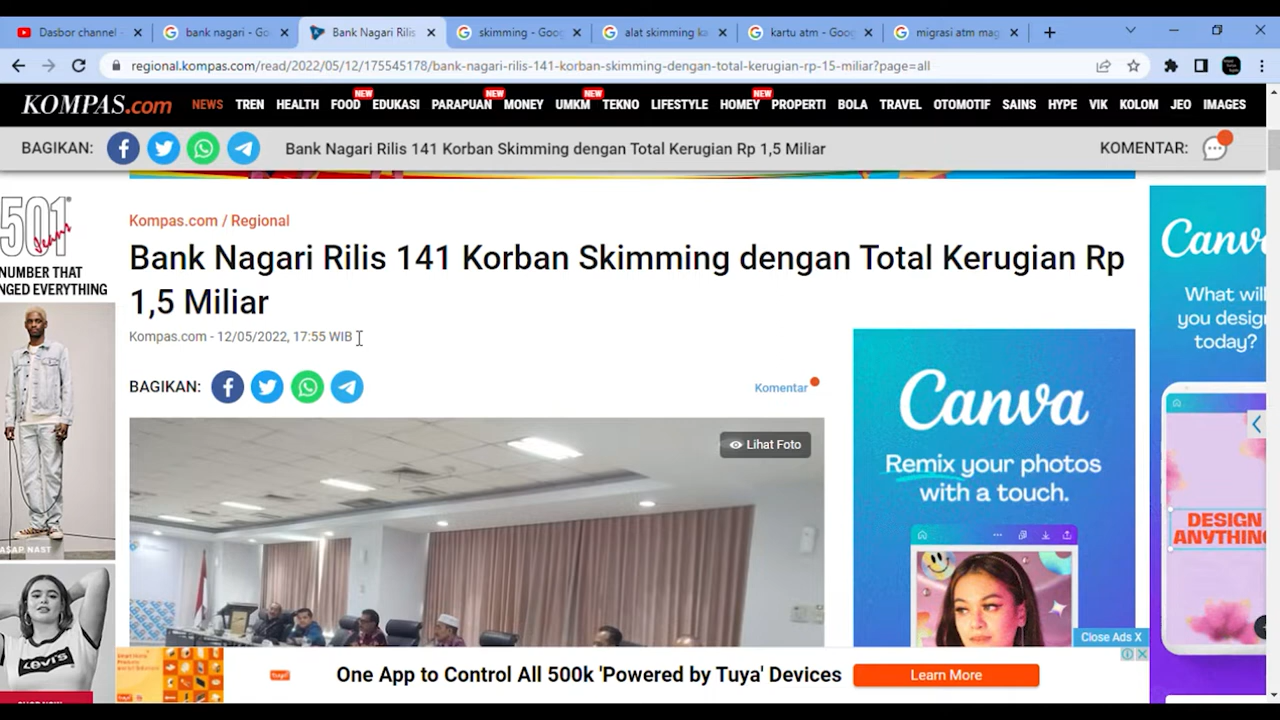 Dasbor channel -
bank nagari - Go
Bank Nagari Rilis
skimming - Goog
alat skimming ka
kartu atm - Goog
migrasi atm mag
regional.kompas.com/read/2022/05/12/175545178/bank-nagari-rilis-141-korban-skimming-dengan-total-kerugian-rp-15-miliar?page=all
KOMPAS.com
NEWS TREN HEALTH FOOD EDUKASI PARAPUAN MONEY UMKM TEKNO LIFESTYLE HOMEY PROPERTI BOLA TRAVEL OTOMOTIF SAINS HYPE VIK KOLOM JEO IMAGES
NEW NEW NEW NEW
BAGIKAN: Bank Nagari Rilis 141 Korban Skimming dengan Total Kerugian Rp 1,5 Miliar KOMENTAR:
Kompas.com / Regional
Bank Nagari Rilis 141 Korban Skimming dengan Total Kerugian Rp
1,5 Miliar
Kompas.com - 12/05/2022, 17:55 WIB
BAGIKAN:
Komentar
Lihat Foto
501
Jeans
NUMBER THAT
NGED EVERYTHING
ASAP NAST
LEVI'S
Canva
Remix your photos
with a touch.
Canv
What will
you desig
today?
DESIGN
ANYTHING
Close Ads X
One App to Control All 500k 'Powered by Tuya' Devices
Learn More